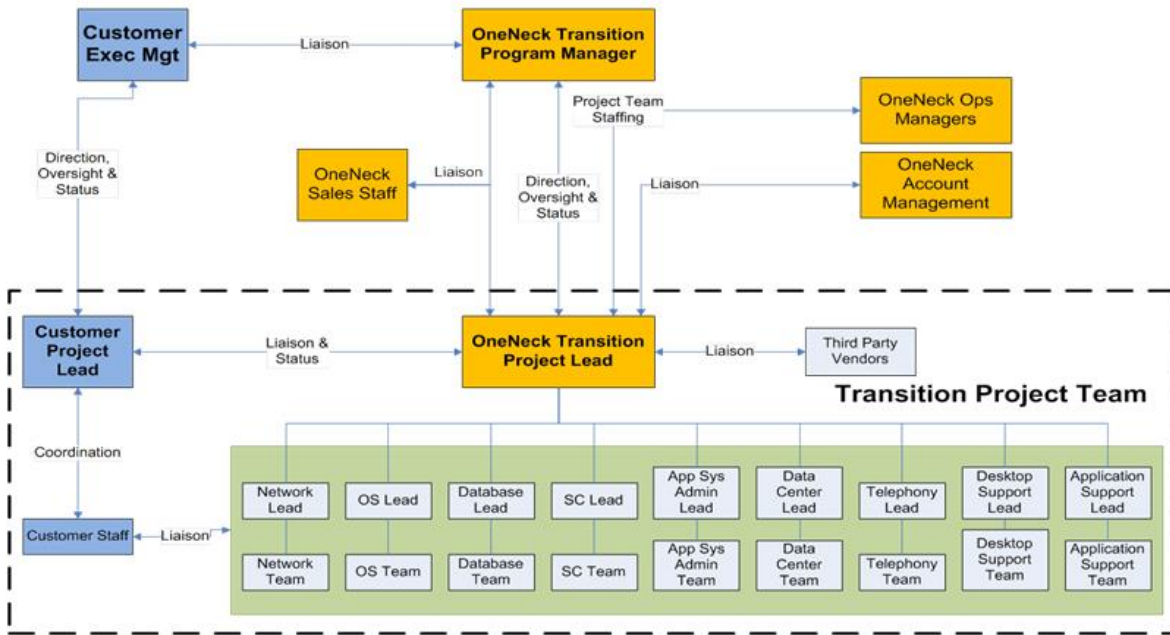 Customer
Exec Mgt
Liaison
OneNeck Transition
Program Manager
Project Team
Staffing
OneNeck Ops
Managers
Direction,
Oversight &
Status
OneNeck
Sales Staff
Liaison
Direction,
Oversight &
Status
Liaison
OneNeck
Account
Management
Customer
Project
Lead
Liaison &
Status
OneNeck Transition
Project Lead
Liaison
Third Party
Vendors
Transition Project Team
Coordination
Customer Staff
Liaison
Network
Lead
OS Lead
Database
Lead
SC Lead
App Sys
Admin
Lead
Data
Center
Lead
Telephony
Lead
Desktop
Support
Lead
Application
Support
Lead
Network
Team
OS Team
Database
Team
SC Team
App Sys
Admin
Team
Data
Center
Team
Telephony
Team
Desktop
Support
Team
Application
Support
Team